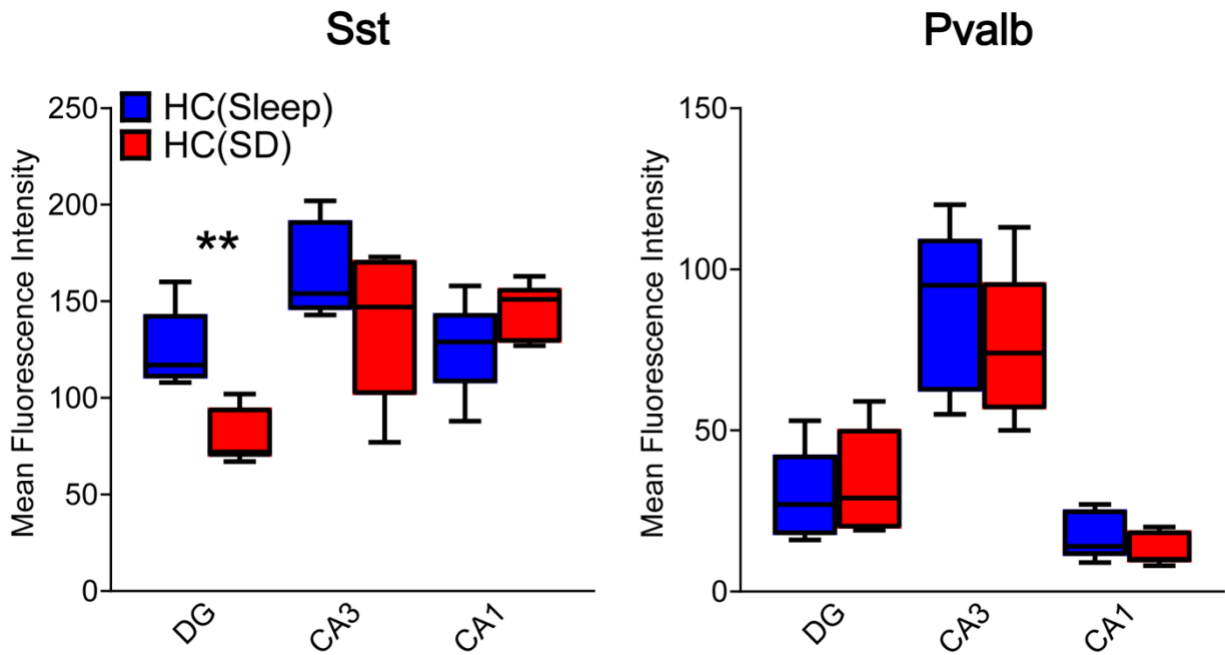 Sst
Mean Fluorescence Intensity
250
200
150
100
50
0
HC(Sleep)
HC(SD)
**
DG
CA3
CA1
Pvalb
Mean Fluorescence Intensity
150
100
50
0
DG
CA3
CA1